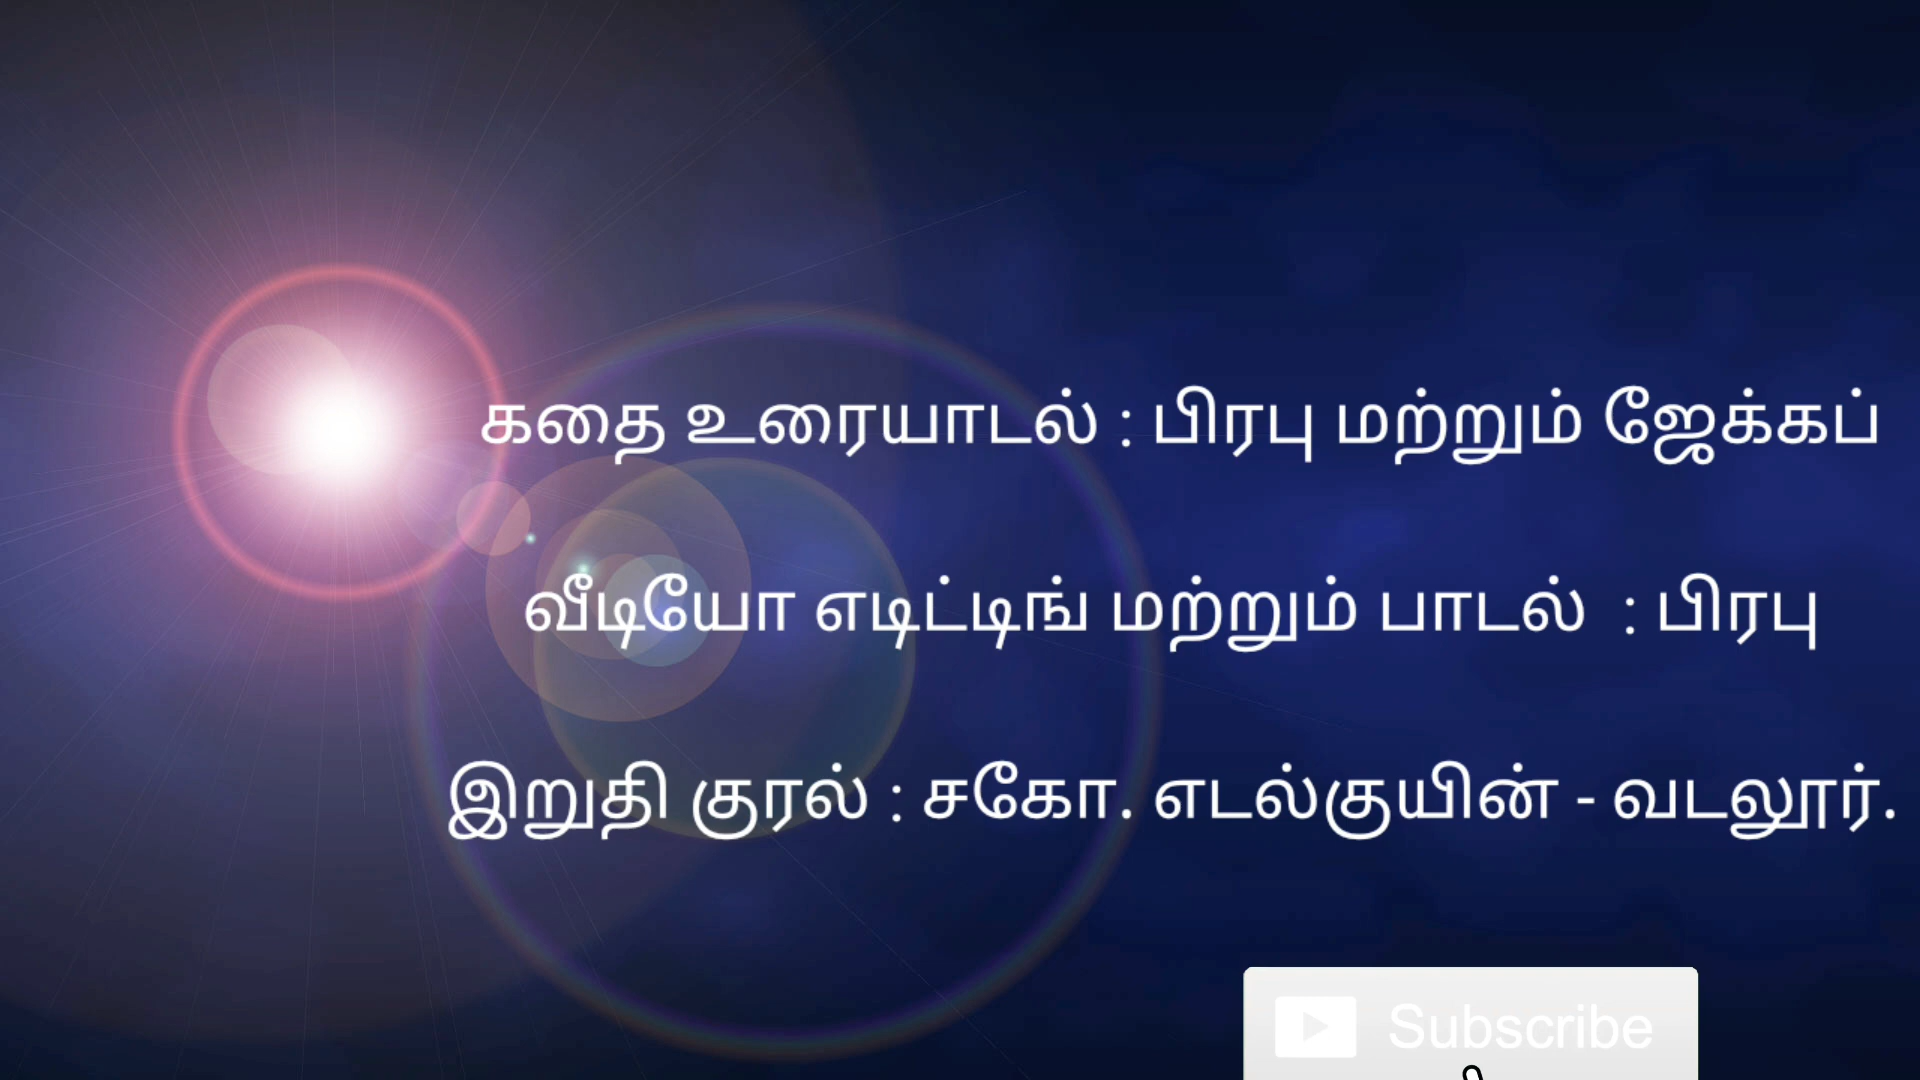 கதை உரையாடல் : பிரபு மற்றும் ஜேக்கப்
வீடியோ எடிட்டிங் மற்றும் பாடல் : பிரபு
இறுதி குரல் : சகோ. எடல்குயின் - வடலூர்.
Subscribe